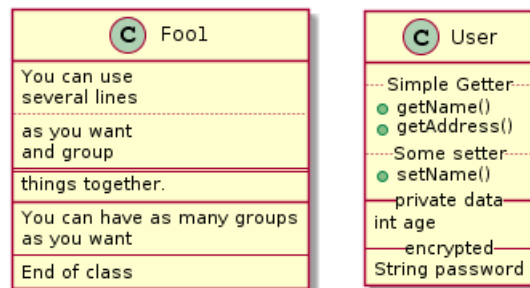 C Fool
You can use
several lines
as you want
and group
things together.
You can have as many groups
as you want
End of class
C User
Simple Getter
getName()
getAddress()
Some setter
setName()
private data
int age
encrypted
String password